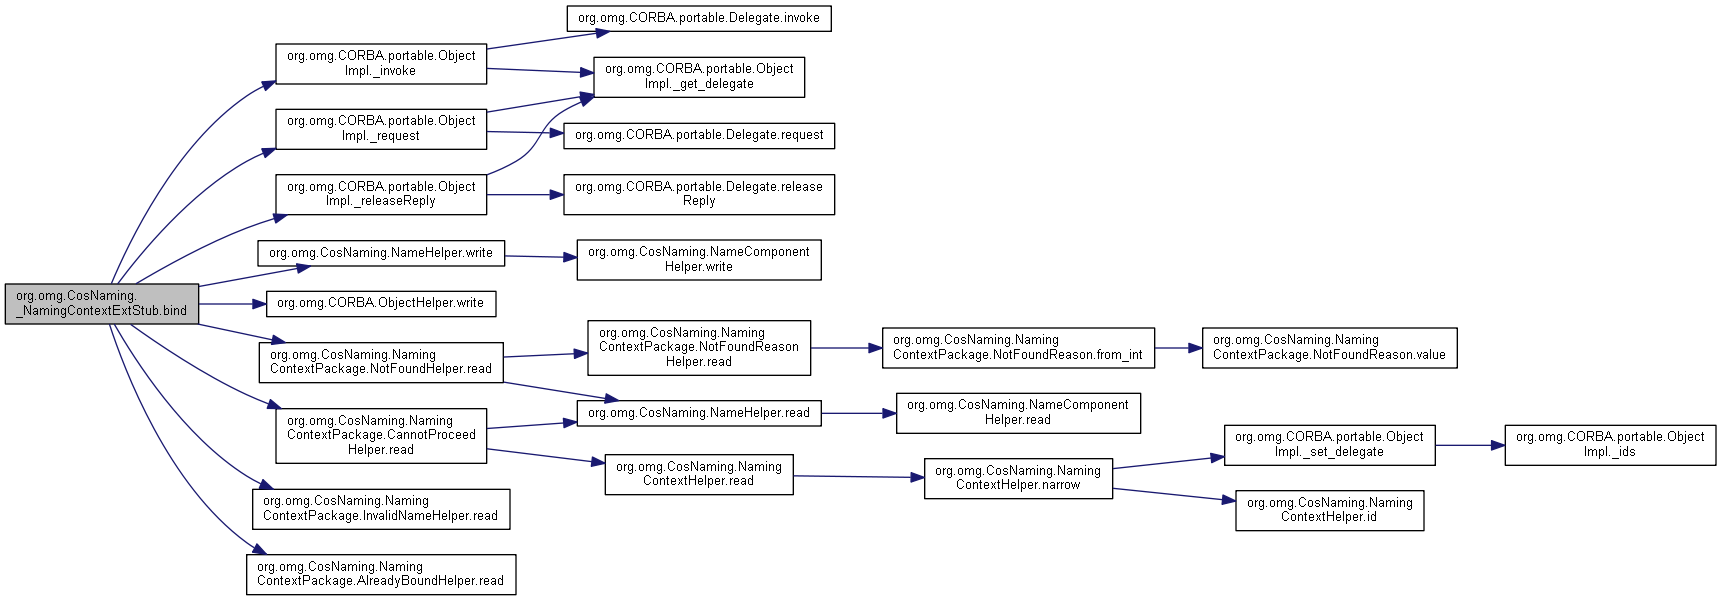 org.omg.CosNaming.
_NamingContextExtStub.bind
org.omg.CORBA.portable.Object
Impl._invoke
org.omg.CORBA.portable.Object
Impl._request
org.omg.CORBA.portable.Object
Impl._releaseReply
org.omg.CosNaming.NameHelper.write
org.omg.CORBA.ObjectHelper.write
org.omg.CosNaming.Naming
ContextPackage.NotFoundHelper.read
org.omg.CosNaming.Naming
ContextPackage.CannotProceed
Helper.read
org.omg.CosNaming.Naming
ContextPackage.InvalidNameHelper.read
org.omg.CosNaming.Naming
ContextPackage.AlreadyBoundHelper.read
org.omg.CORBA.portable.Delegate.invoke
org.omg.CORBA.portable.Object
Impl._get_delegate
org.omg.CORBA.portable.Delegate.request
org.omg.CORBA.portable.Delegate.release
Reply
org.omg.CosNaming.NameComponent
Helper.write
org.omg.CosNaming.Naming
ContextPackage.NotFoundReason
Helper.read
org.omg.CosNaming.NameHelper.read
org.omg.CosNaming.Naming
ContextHelper.read
org.omg.CosNaming.Naming
ContextPackage.NotFoundReason.from_int
org.omg.CosNaming.NameComponent
Helper.read
org.omg.CosNaming.Naming
ContextHelper.narrow
org.omg.CosNaming.Naming
ContextPackage.NotFoundReason.value
org.omg.CORBA.portable.Object
Impl._set_delegate
org.omg.CosNaming.Naming
ContextHelper.id
org.omg.CORBA.portable.Object
Impl._ids